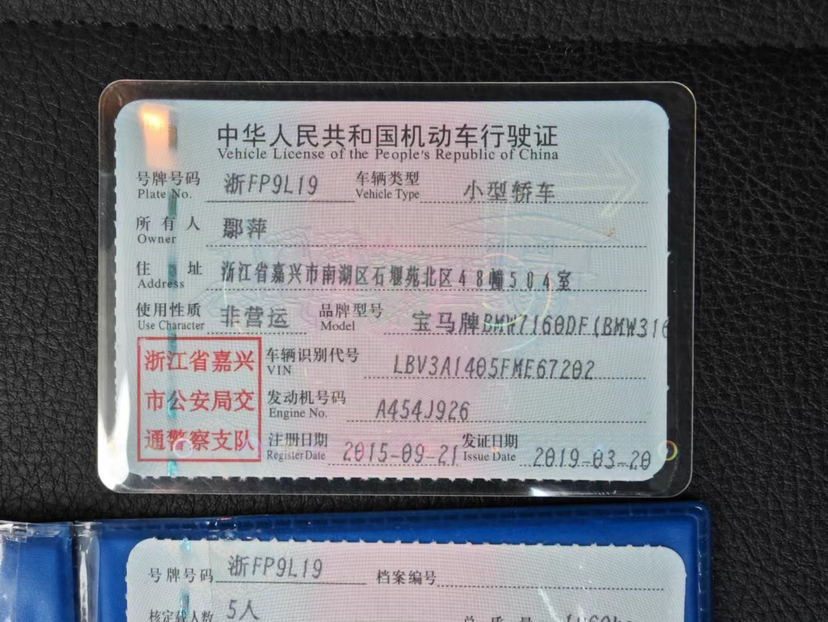 中华人民共和国机动车行驶证
Vehicle License of the People's Republic of China
号牌号码 浙FP9L19 车辆类型 小型轿车
Plate No. Vehicle Type
所有人 鄢萍
Owner
住址 浙江省嘉兴市南湖区石堰苑北区48幢504室
Address
使用性质 非营运 品牌型号 宝马牌BMW7160DF(BMW316
Use Character Model
浙江省嘉兴
市公安局交
通警察支队
车辆识别代号 LBV3A1405FME67202
VIN
发动机号码 A454J926
Engine No.
注册日期 2015-09-21 发证日期 2019-03-20
Register Date Issue Date
号牌号码 浙FP9L19 档案编号
核定载人数 5人 总质量